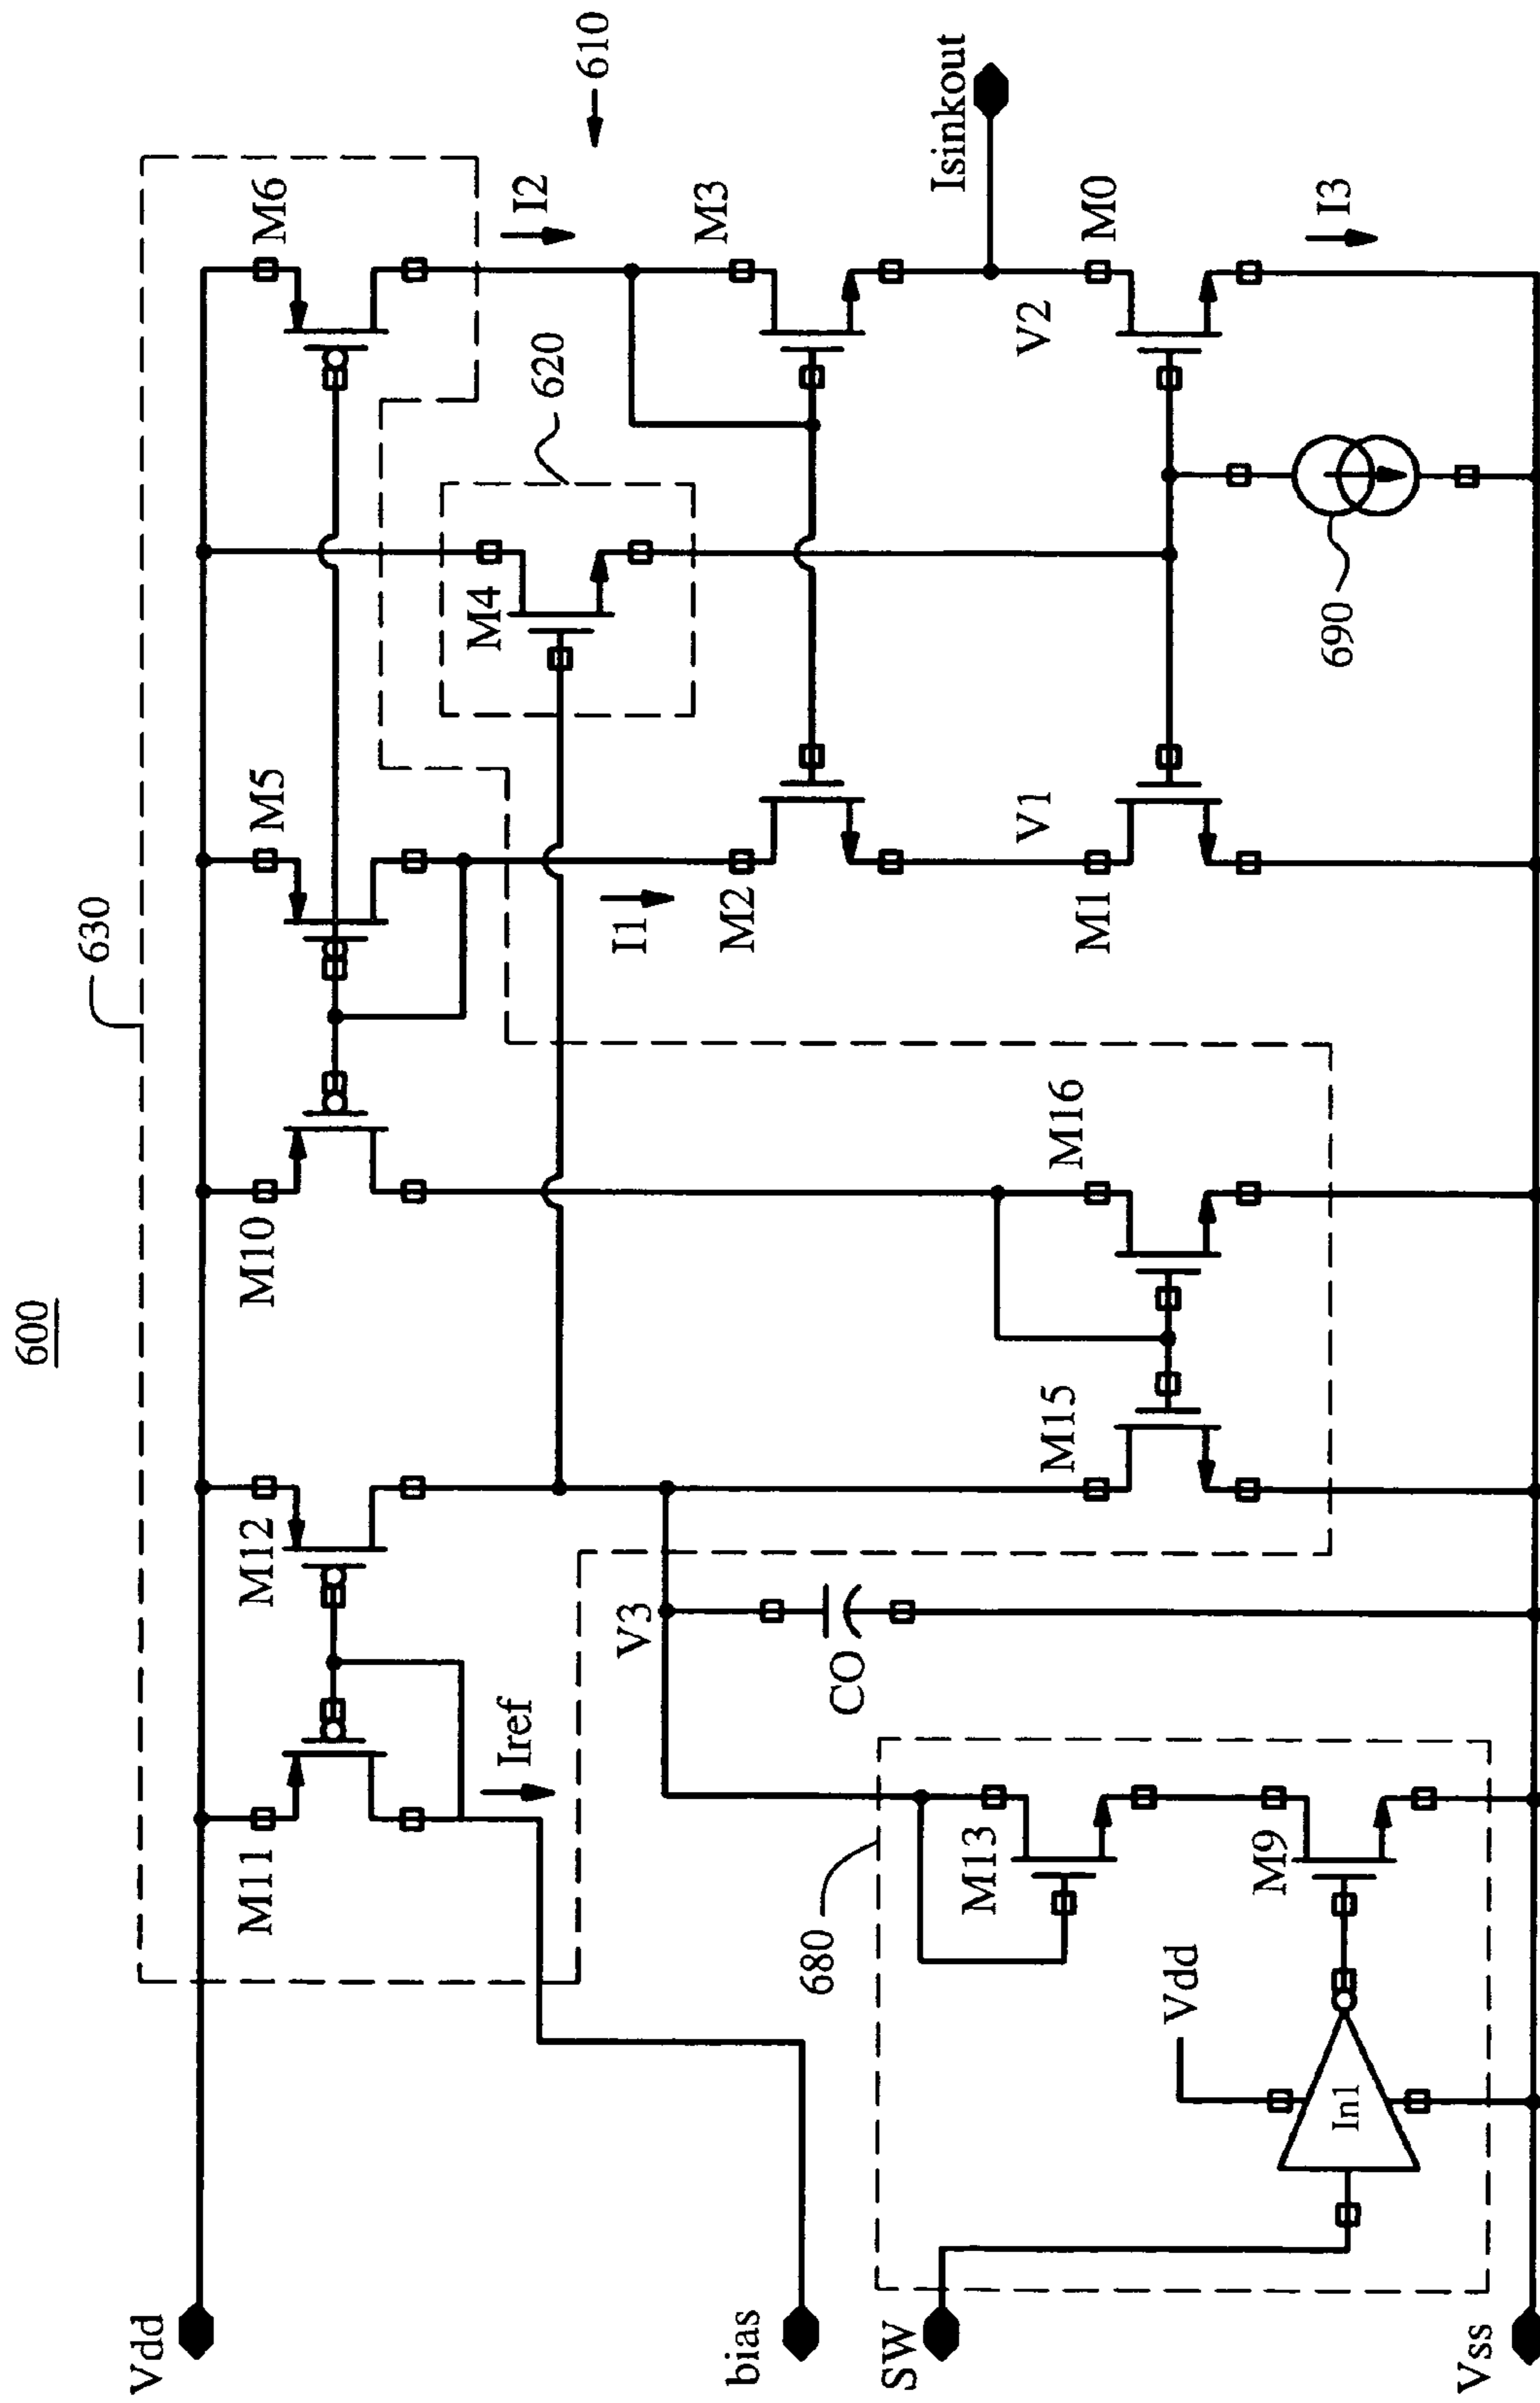 600
630
610
Vdd
M11
M12
M10
M5
M6
Iref
I1
I2
620
M4
V3
CO
M2
M3
Isinkout
V1
V2
M15
M16
M1
M0
I3
690
680
M13
M9
Vdd
In1
bias
SW
Vss